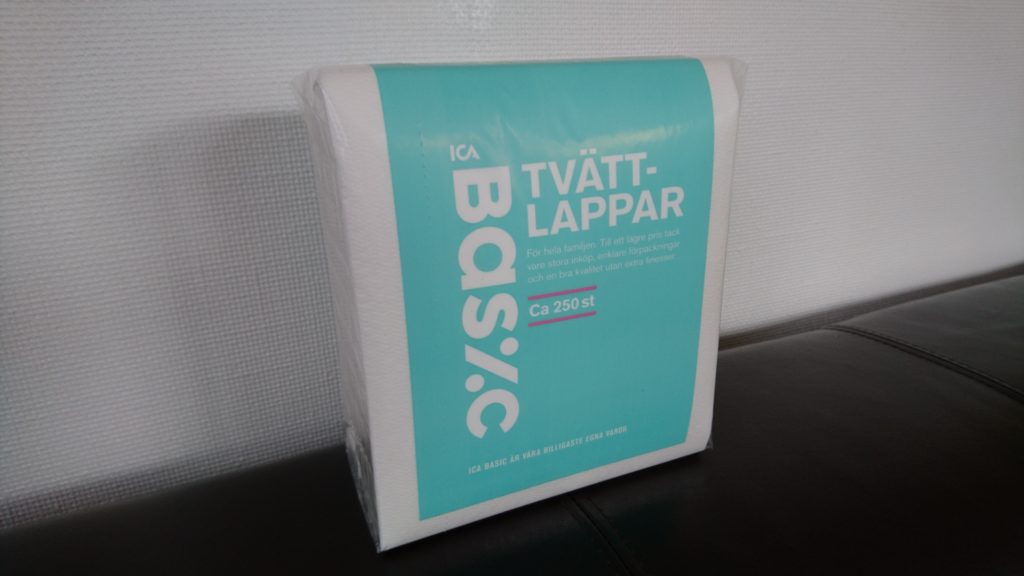 ICA
Bas%c
TVÄTT-
LAPPAR
För hela familjen. Till ett lägre pris tack
vare stora inköp, enklare förpackningar
och en bra kvalitet utan extra finesser.
Ca 250 st
ICA BASIC ÄR VÅRA BILLIGASTE EGNA VAROR